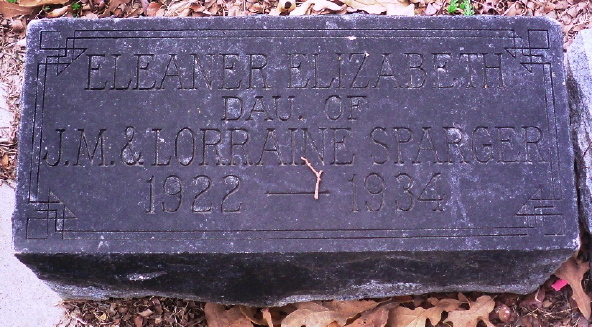 ELEANER ELIZABETH
DAU. OF
J.M. & LORRAINE SPARGER
1922 — 1934